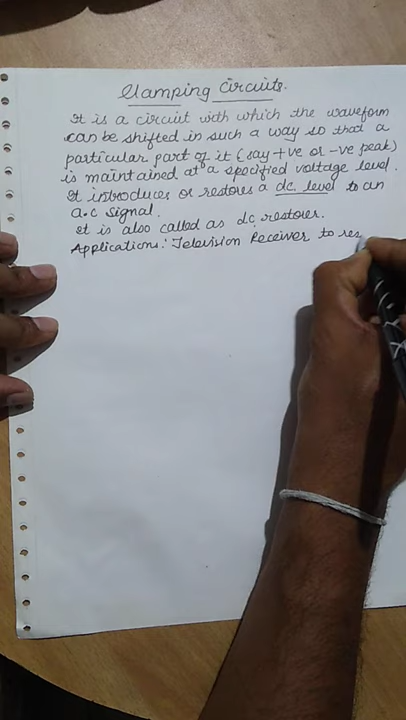 Clamping Circuits.
It is a circuit with which the waveform
can be shifted in such a way so that a
particular part of it (say +ve or -ve peak)
is maintained at a specified voltage level.
It introduces or restores a dc level to an
a.c signal.
It is also called as dc restorer.
Applications: Television Receiver to res